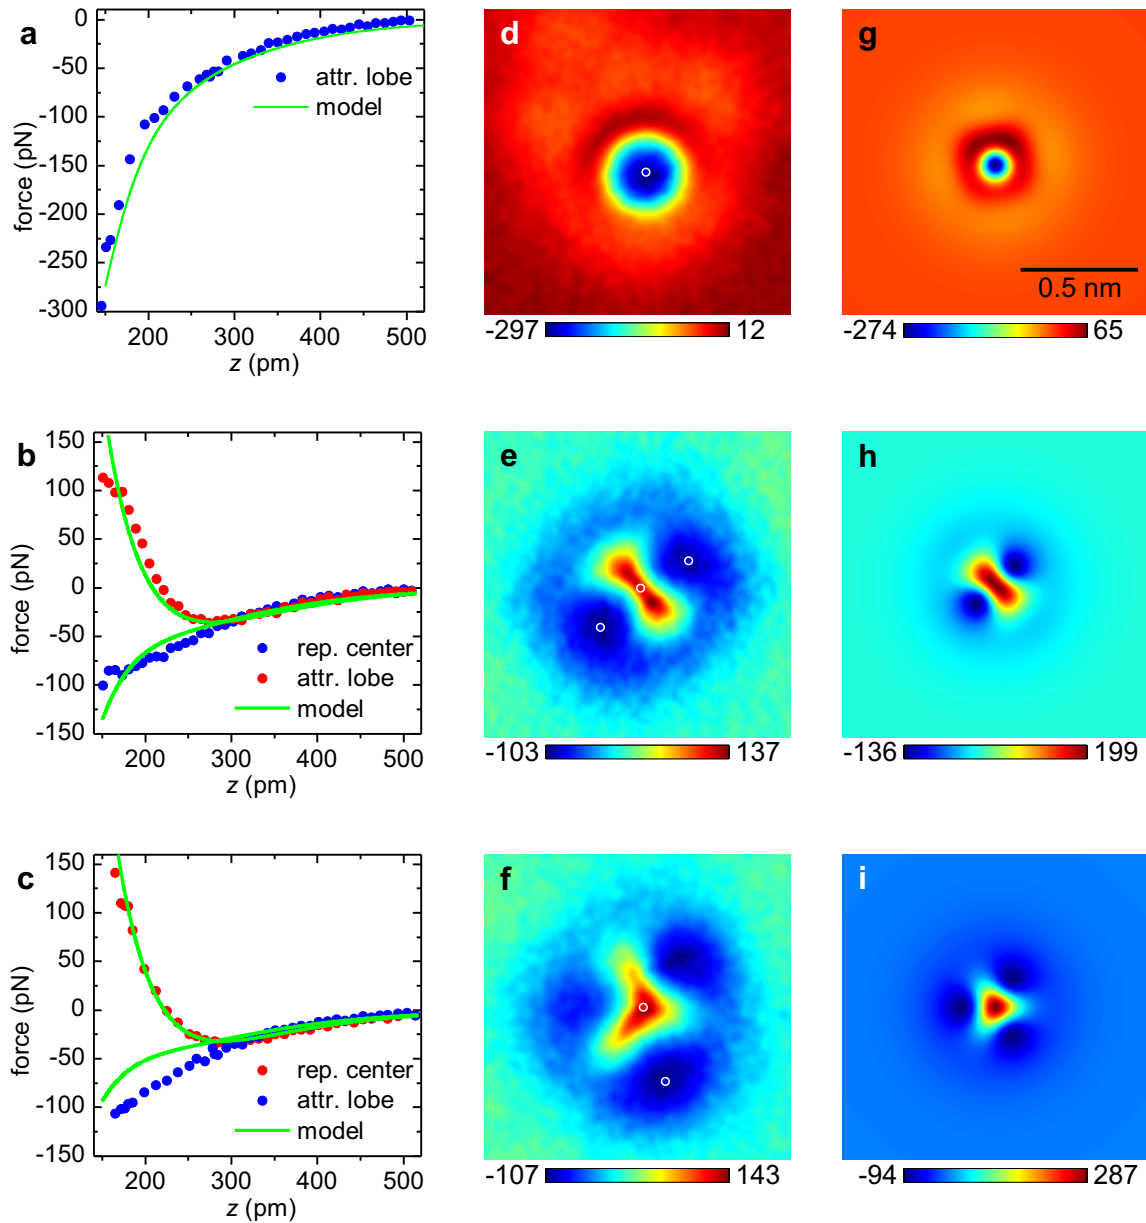 a
0
-50
-100
-150
-200
-250
-300
force (pN)
attr. lobe
model
200 300 400 500
z (pm)
d
-297 12
g
0.5 nm
-274 65
b
150
100
50
0
-50
-100
-150
force (pN)
rep. center
attr. lobe
model
200 300 400 500
z (pm)
e
-103 137
h
-136 199
c
150
100
50
0
-50
-100
-150
force (pN)
rep. center
attr. lobe
model
200 300 400 500
z (pm)
f
-107 143
i
-94 287